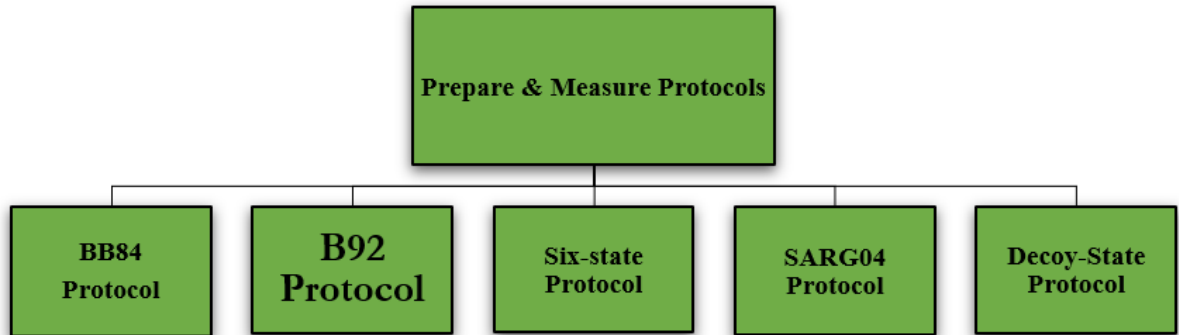 Prepare & Measure Protocols
BB84
Protocol
B92
Protocol
Six-state
Protocol
SARG04
Protocol
Decoy-State
Protocol